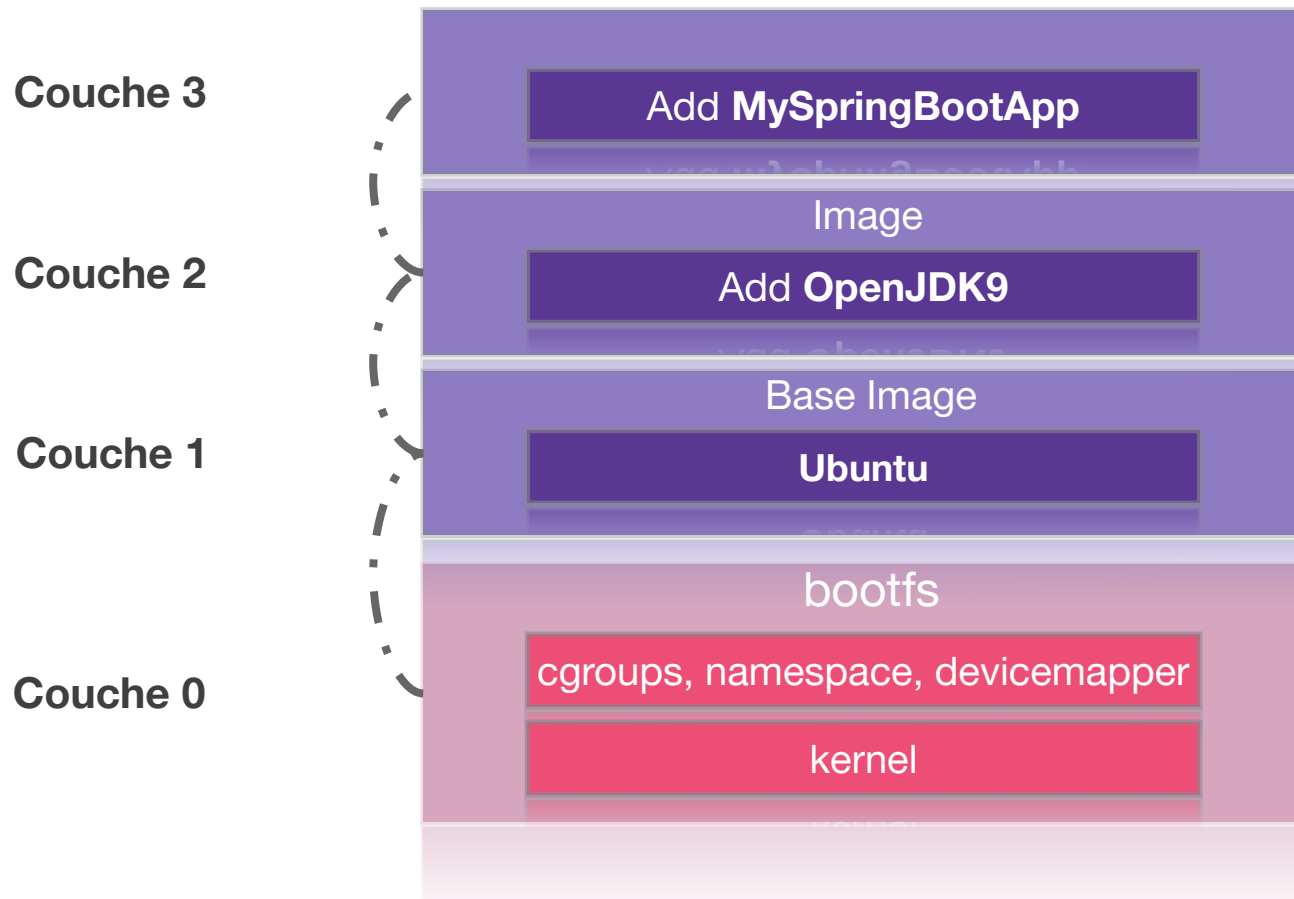 Couche 3
Add MySpringBootApp
Image
Couche 2
Add OpenJDK9
Base Image
Couche 1
Ubuntu
bootfs
Couche 0
cgroups, namespace, devicemapper
kernel